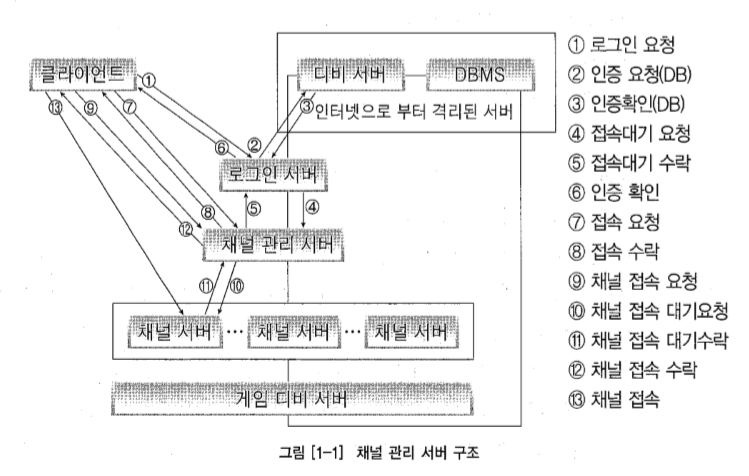 클라이언트
디비 서버
DBMS
인터넷으로 부터 격리된 서버
①
⑬
⑨
⑦
⑥
②
③
로그인 서버
⑤
④
⑧
⑫
채널 관리 서버
⑪
⑩
채널 서버 ··· 채널 서버 ··· 채널 서버
게임 디비 서버
① 로그인 요청
② 인증 요청(DB)
③ 인증확인(DB)
④ 접속대기 요청
⑤ 접속대기 수락
⑥ 인증 확인
⑦ 접속 요청
⑧ 접속 수락
⑨ 채널 접속 요청
⑩ 채널 접속 대기요청
⑪ 채널 접속 대기수락
⑫ 채널 접속 수락
⑬ 채널 접속
그림 [1-1] 채널 관리 서버 구조